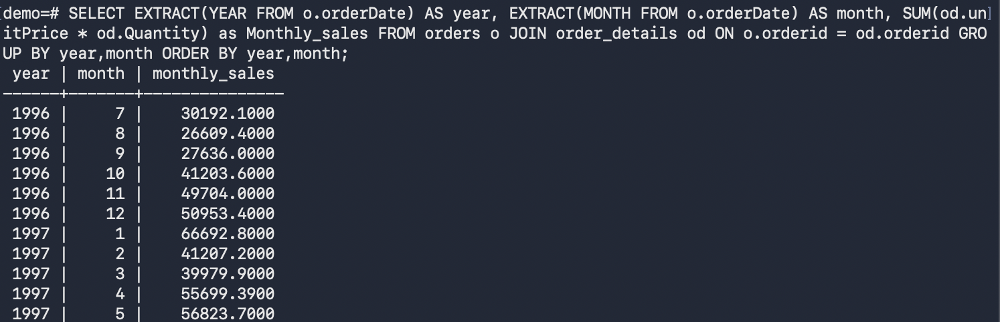 [demo=# SELECT EXTRACT(YEAR FROM o.orderDate) AS year, EXTRACT(MONTH FROM o.orderDate) AS month, SUM(od.un]
itPrice * od.Quantity) as Monthly_sales FROM orders o JOIN order_details od ON o.orderid = od.orderid GRO
UP BY year,month ORDER BY year,month;
 year | month | monthly_sales
------+-------+---------------
 1996 |     7 |    30192.1000
 1996 |     8 |    26609.4000
 1996 |     9 |    27636.0000
 1996 |    10 |    41203.6000
 1996 |    11 |    49704.0000
 1996 |    12 |    50953.4000
 1997 |     1 |    66692.8000
 1997 |     2 |    41207.2000
 1997 |     3 |    39979.9000
 1997 |     4 |    55699.3900
 1997 |     5 |    56823.7000